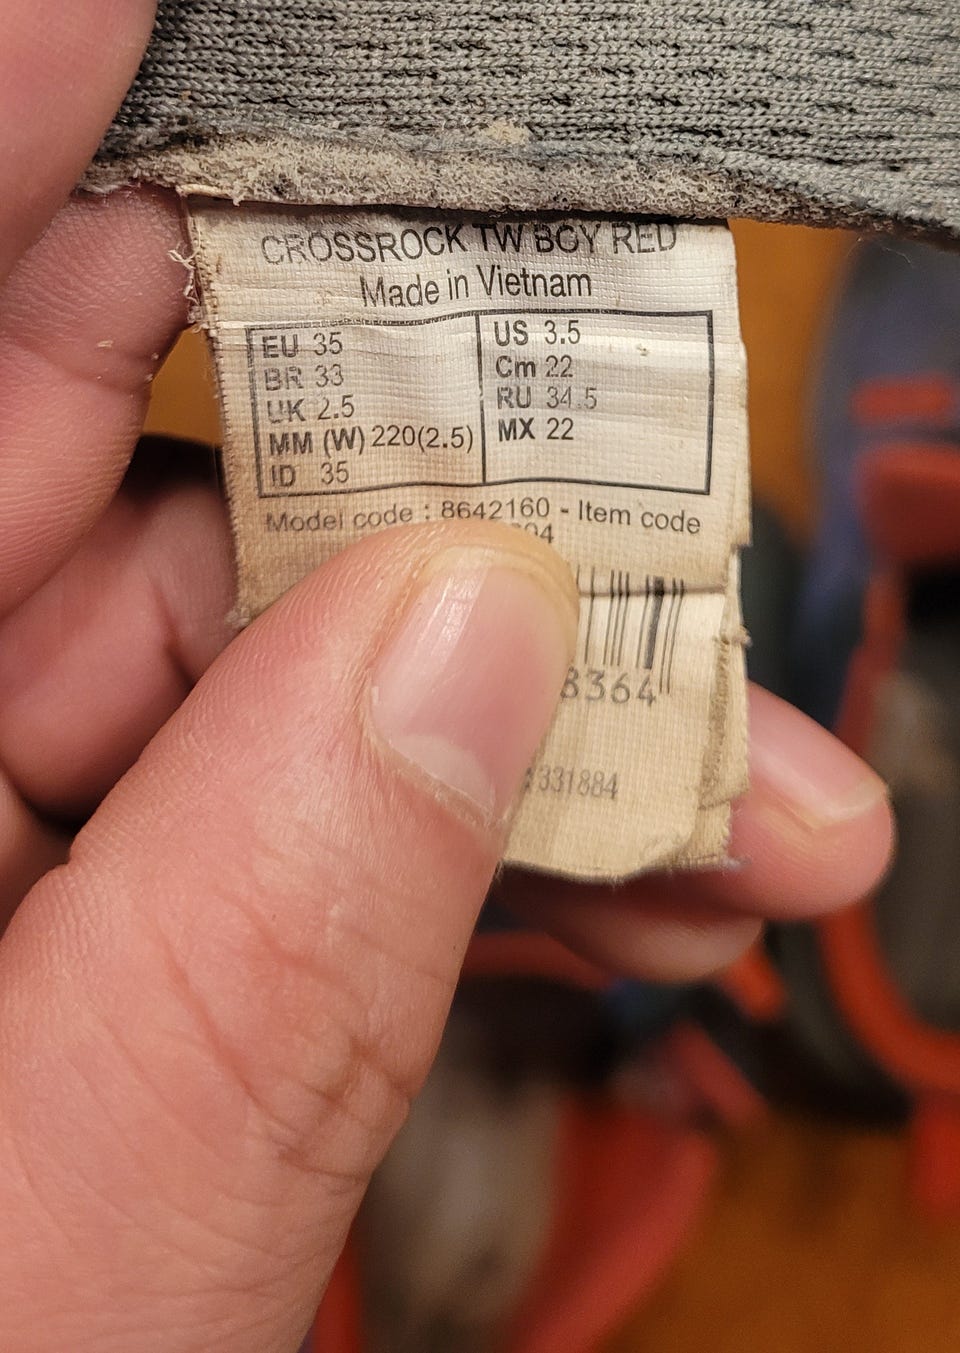 CROSSROCK TW BOY RED
Made in Vietnam
EU 35
BR 33
UK 2.5
MM (W) 220(2.5)
ID 35
US 3.5
Cm 22
RU 34.5
MX 22
Model code : 8642160 - Item code
8364
331884